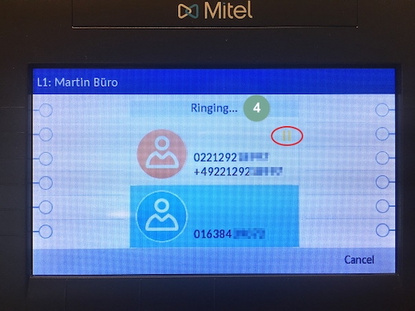 Mitel
L1: Martin Büro
Ringing...
4
0221292
+49221292
016384
Cancel